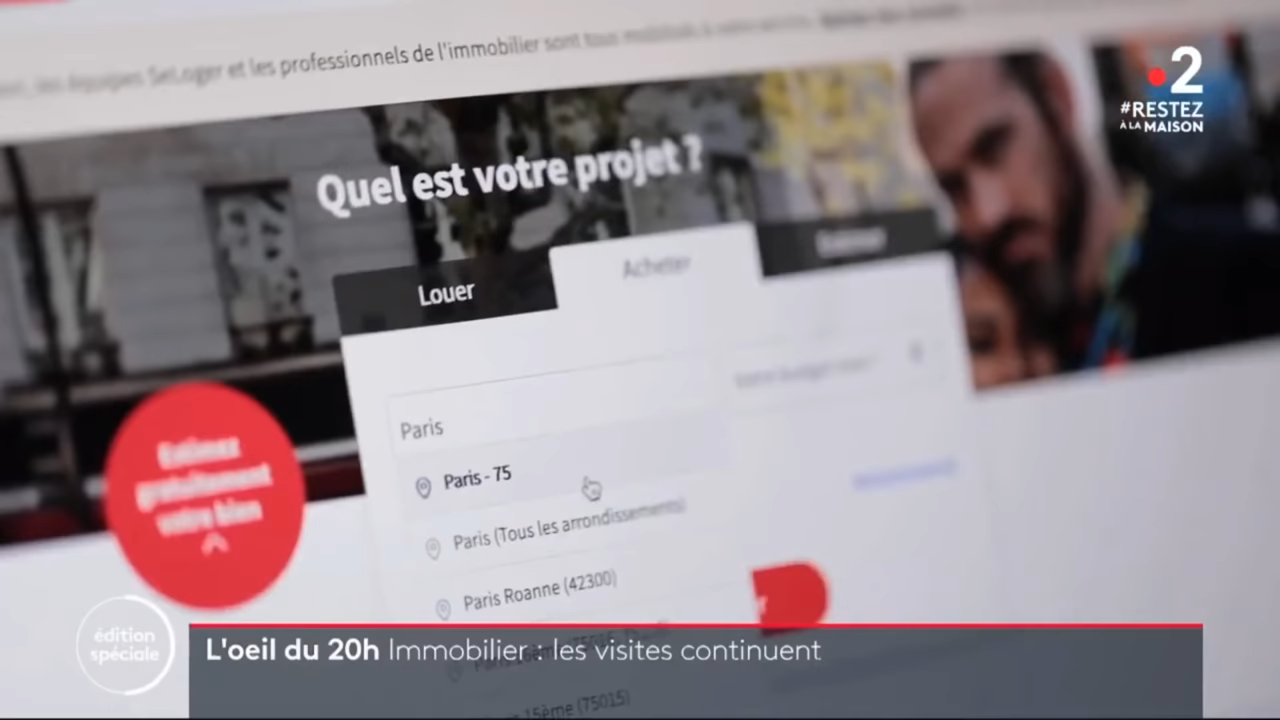 les équipes SeLoger et les professionnels de l'immobilier sont tous
2
#RESTEZ
À LA MAISON
Quel est votre projet ?
Louer
Acheter
Paris
Paris - 75
Paris (Tous les arrondissements)
Paris Roanne (42300)
15ème (75015)
Estimez
gratuitement
votre bien
édition
spéciale
L'oeil du 20h Immobilier : les visites continuent